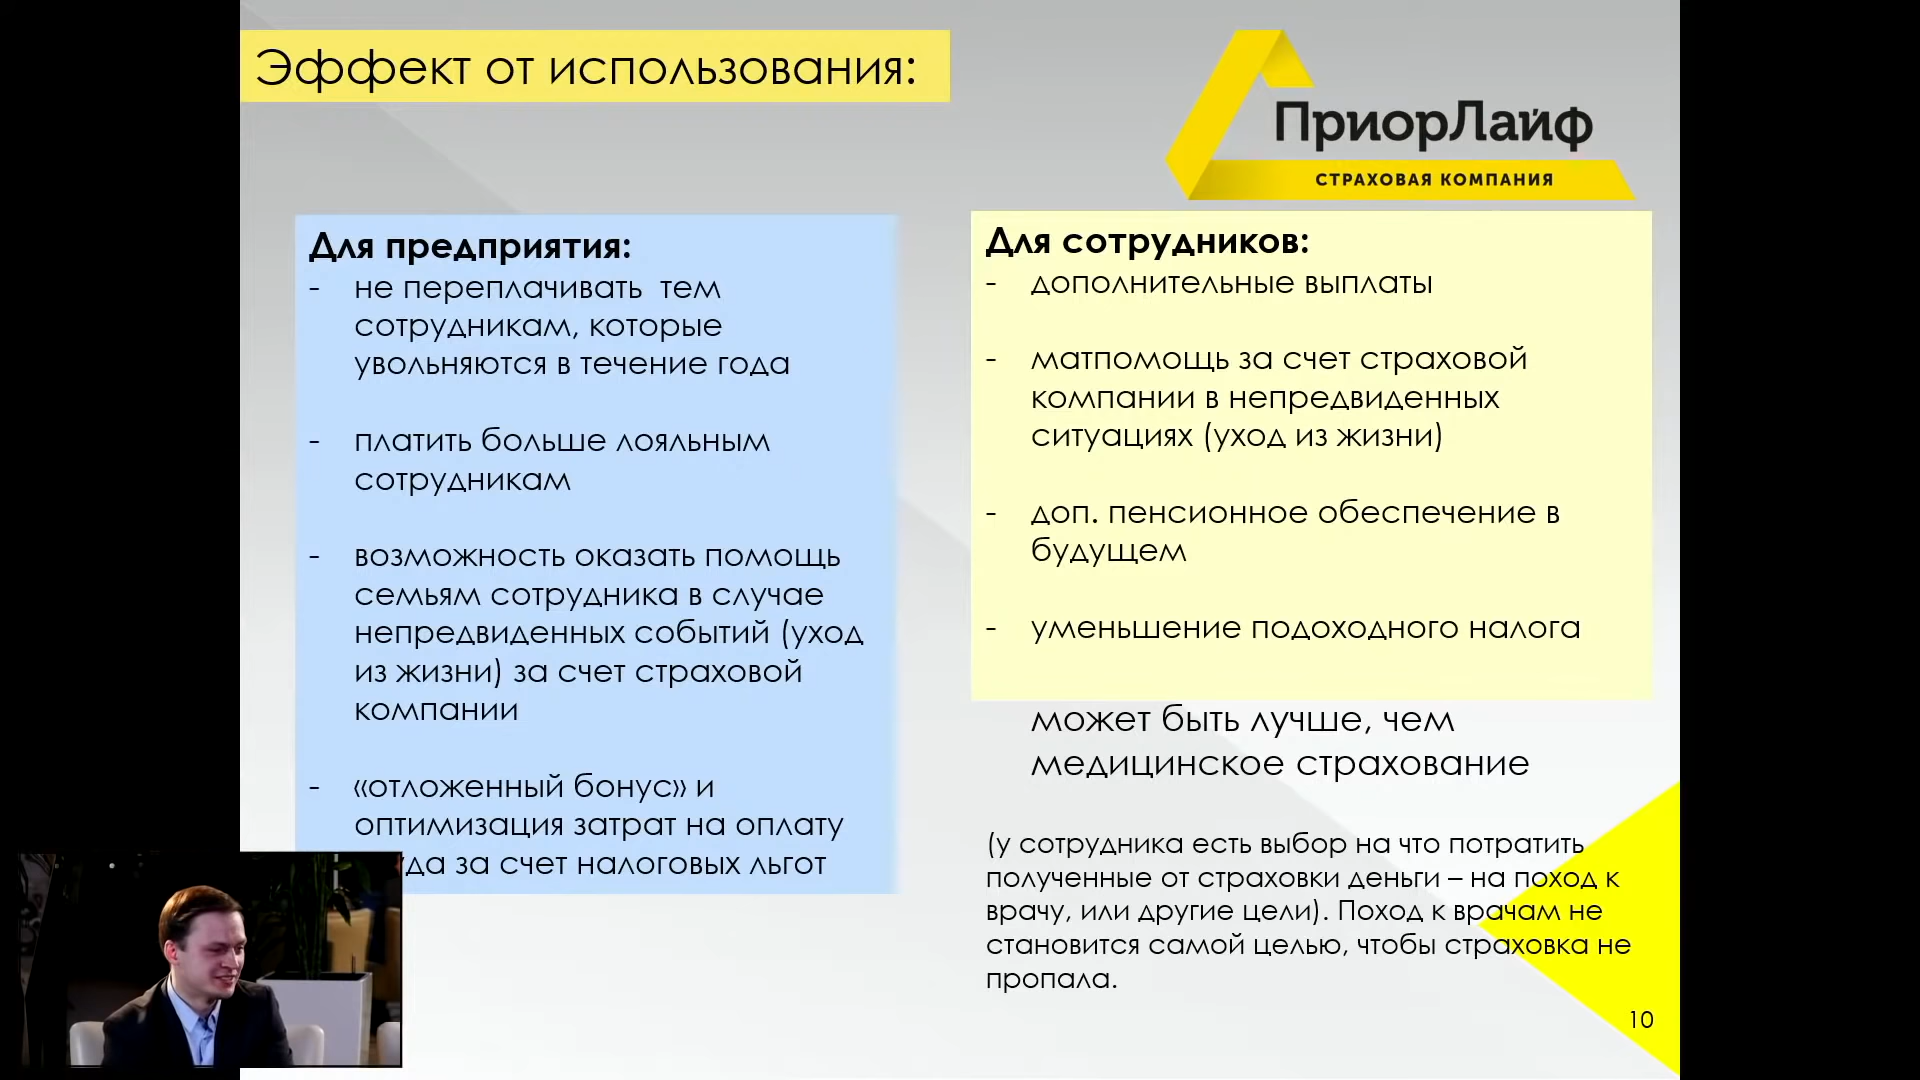 Эффект от использования:
ПриорЛайф
СТРАХОВАЯ КОМПАНИЯ
Для предприятия:
- не переплачивать тем
сотрудникам, которые
увольняются в течение года
- платить больше лояльным
сотрудникам
- возможность оказать помощь
семьям сотрудника в случае
непредвиденных событий (уход
из жизни) за счет страховой
компании
- «отложенный бонус» и
оптимизация затрат на оплату
да за счет налоговых льгот
Для сотрудников:
- дополнительные выплаты
- матпомощь за счет страховой
компании в непредвиденных
ситуациях (уход из жизни)
- доп. пенсионное обеспечение в
будущем
- уменьшение подоходного налога
может быть лучше, чем
медицинское страхование
(у сотрудника есть выбор на что потратить
полученные от страховки деньги – на поход к
врачу, или другие цели). Поход к врачам не
становится самой целью, чтобы страховка не
пропала.
10